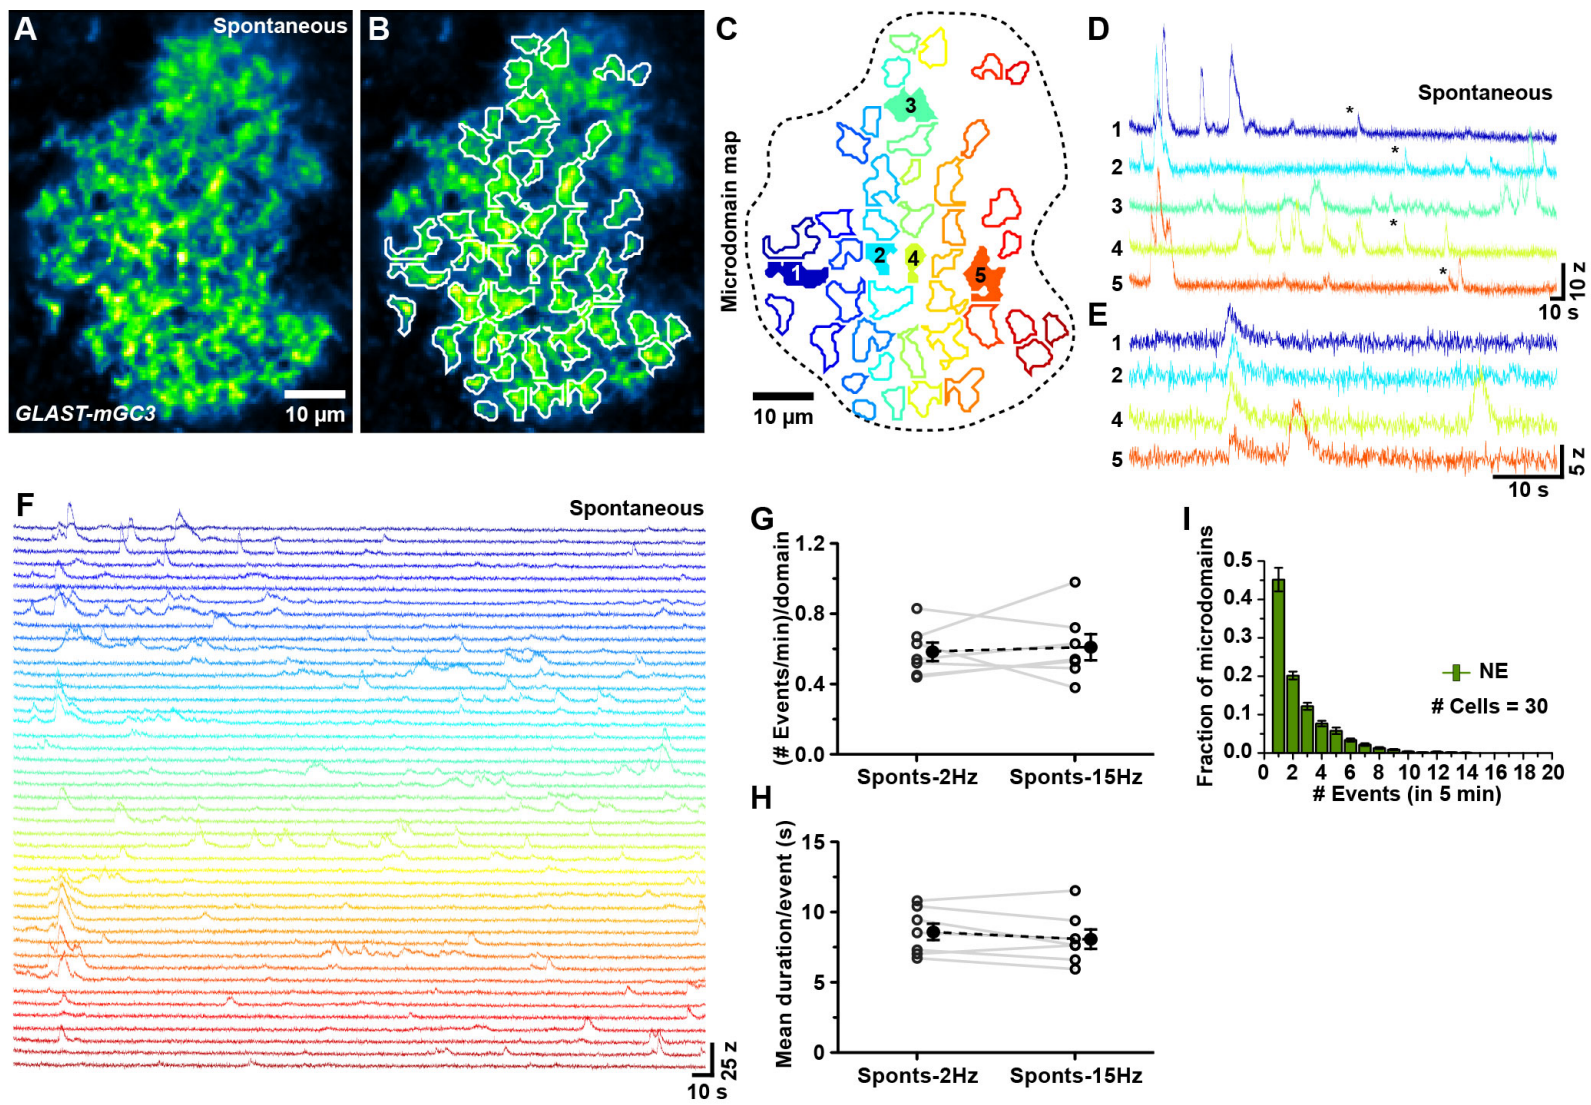 A
Spontaneous
GLAST-mGC3
10 µm
B
C
Microdomain map
1
2
3
4
5
10 µm
D
Spontaneous
1
2
3
4
5
*
*
*
*
10 z
10 s
E
1
2
4
5
5 z
10 s
F
Spontaneous
25 z
10 s
G
(# Events/min)/domain
1.2
0.8
0.4
0.0
Sponts-2Hz
Sponts-15Hz
H
Mean duration/event (s)
15
10
5
0
Sponts-2Hz
Sponts-15Hz
I
Fraction of microdomains
0.5
0.4
0.3
0.2
0.1
0.0
NE
# Cells = 30
0 2 4 6 8 10 12 14 16 18 20
# Events (in 5 min)